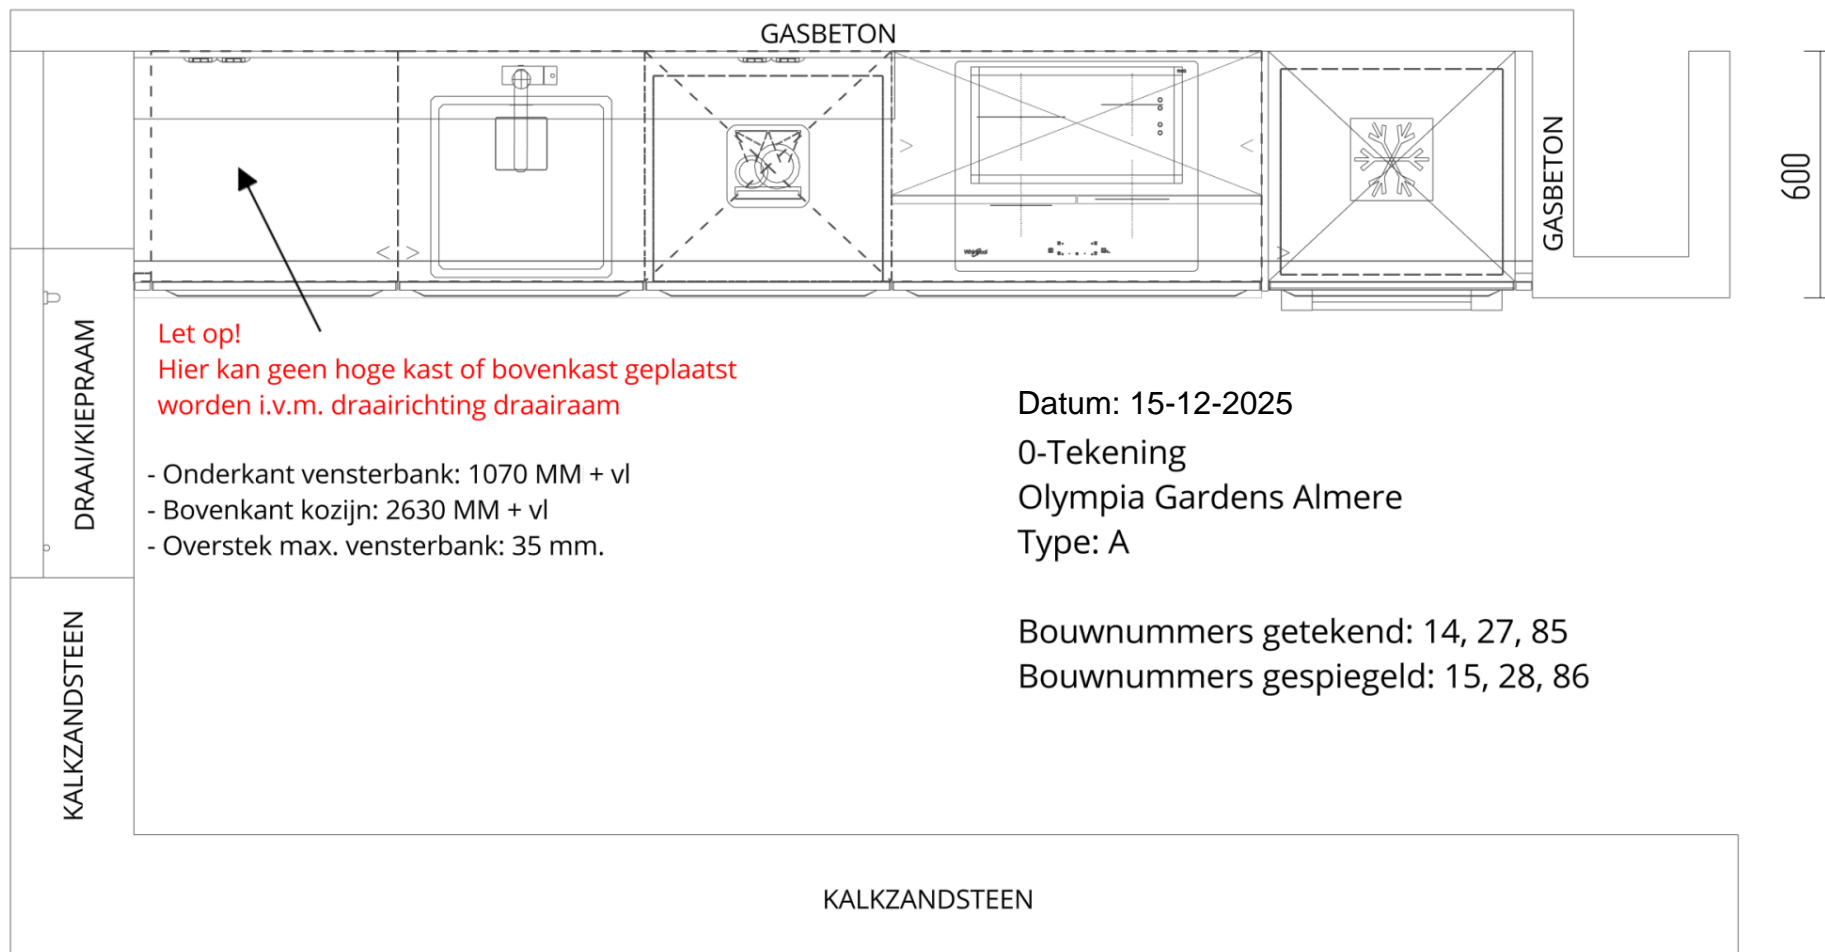 GASBETON
GASBETON
600
DRAAI/KIEPRAAM
Let op!
Hier kan geen hoge kast of bovenkast geplaatst
worden i.v.m. draairichting draairaam
- Onderkant vensterbank: 1070 MM + vl
- Bovenkant kozijn: 2630 MM + vl
- Overstek max. vensterbank: 35 mm.
Datum: 15-12-2025
0-Tekening
Olympia Gardens Almere
Type: A
Bouwnummers getekend: 14, 27, 85
Bouwnummers gespiegeld: 15, 28, 86
KALKZANDSTEEN
KALKZANDSTEEN
Whirlpool